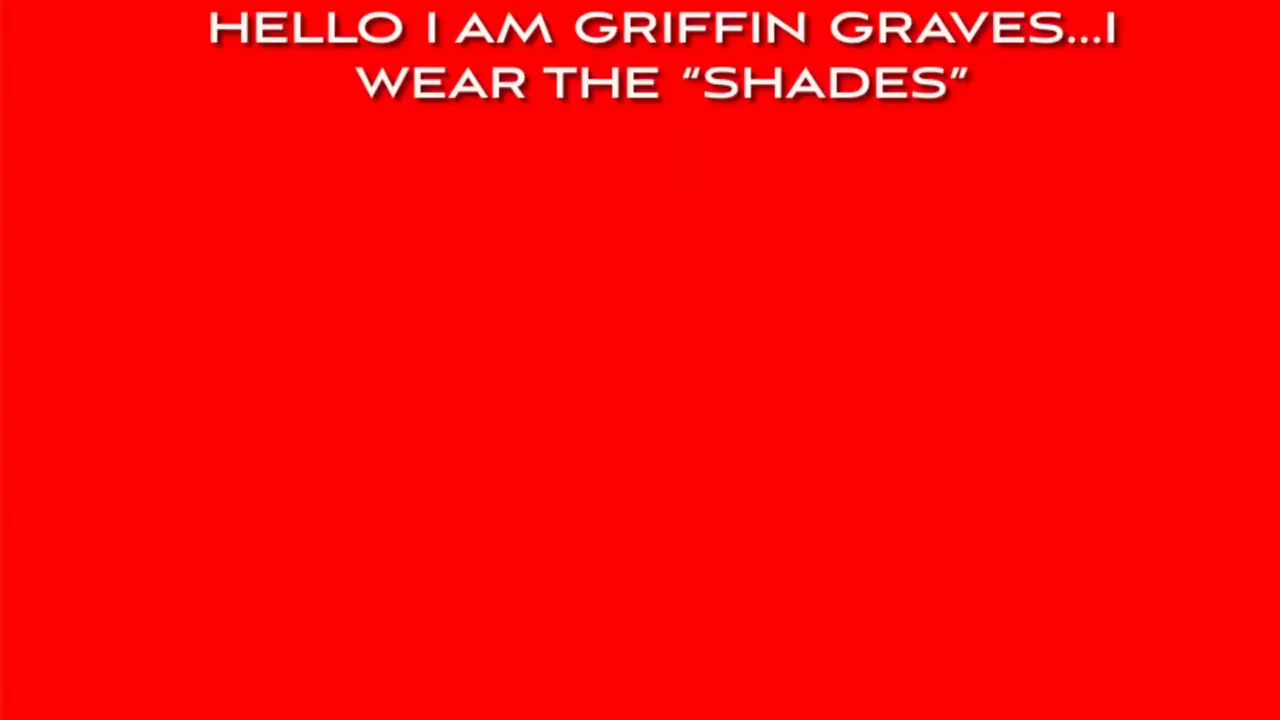 HELLO I AM GRIFFIN GRAVES...I
WEAR THE “SHADES”